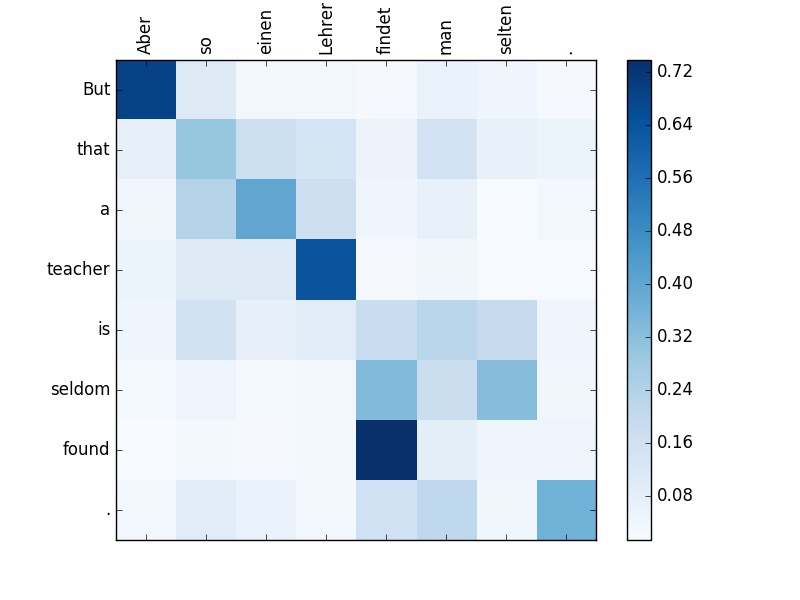 Aber so einen Lehrer findet man selten .
But
that
a
teacher
is
seldom
found
.
0.72
0.64
0.56
0.48
0.40
0.32
0.24
0.16
0.08